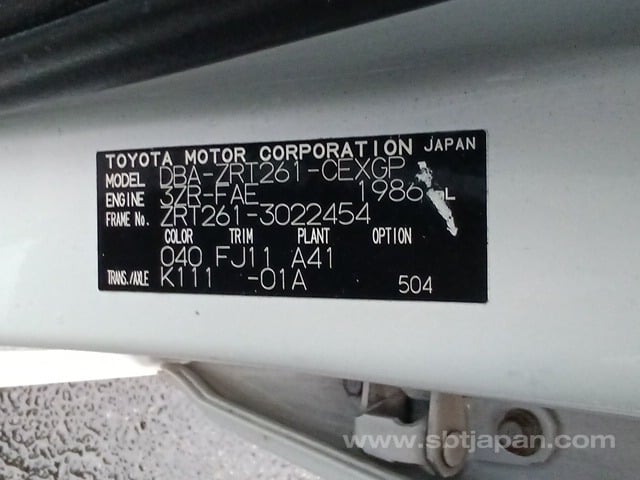 TOYOTA MOTOR CORPORATION JAPAN
MODEL DBA-ZRT261-CEXGP
ENGINE 3ZR-FAE 1986 L
FRAME No. ZRT261-3022454
COLOR TRIM PLANT OPTION
040 FJ11 A41
TRANS./AXLE K111 -01A 504
www.sbtjapan.com